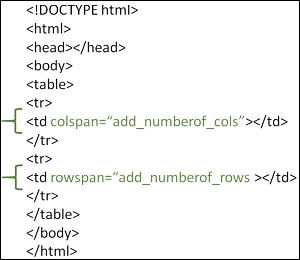 <!DOCTYPE html>
<html>
<head></head>
<body>
<table>
<tr>
<td colspan=“add_numberof_cols”></td>
</tr>
<tr>
<td rowspan=“add_numberof_rows ></td>
</tr>
</table>
</body>
</html>